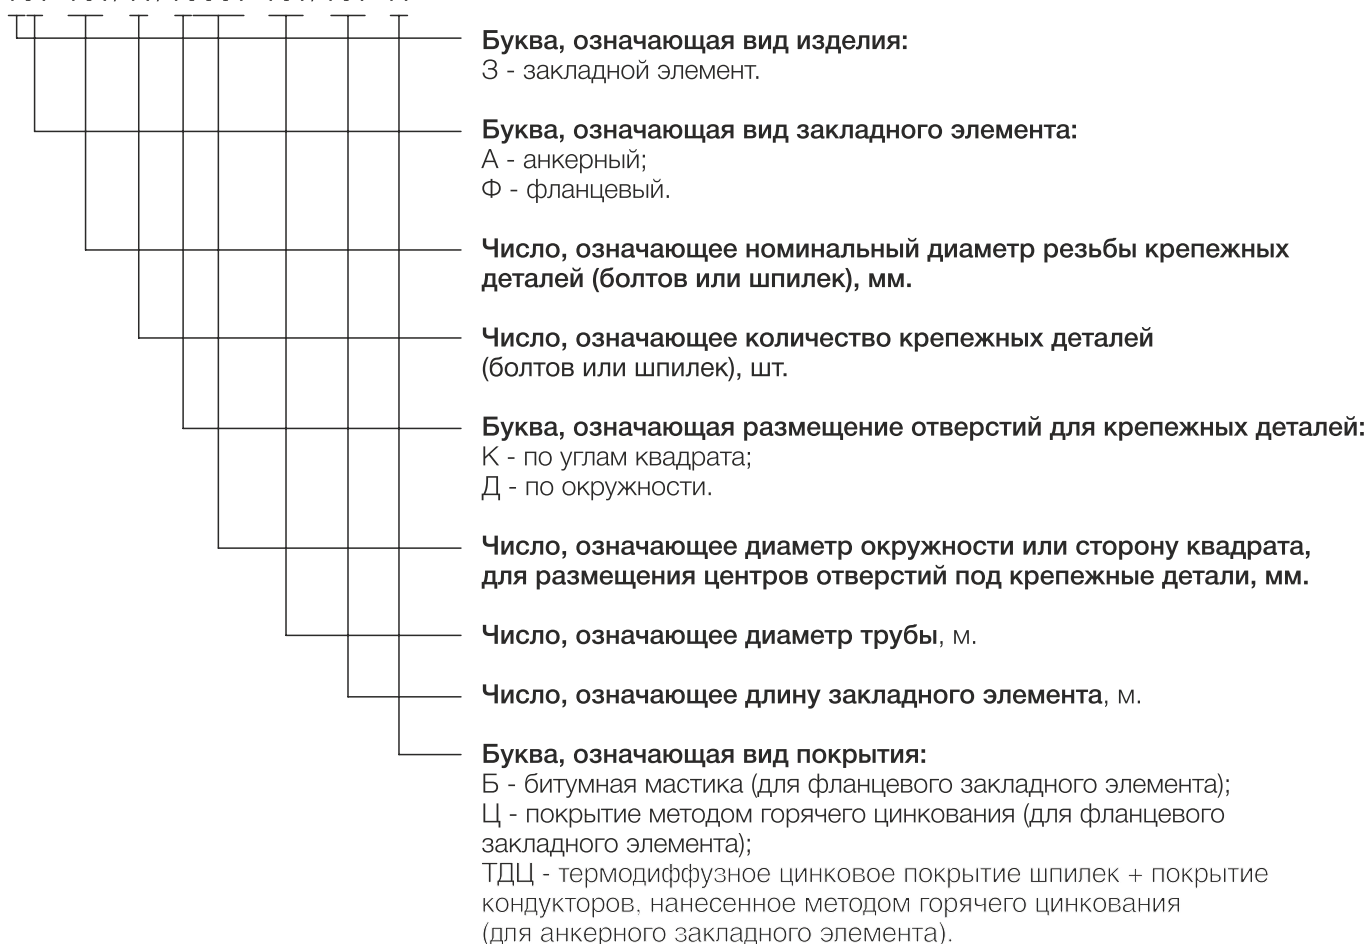 Буква, означающая вид изделия:
З - закладной элемент.
Буква, означающая вид закладного элемента:
А - анкерный;
Ф - фланцевый.
Число, означающее номинальный диаметр резьбы крепежных
деталей (болтов или шпилек), мм.
Число, означающее количество крепежных деталей
(болтов или шпилек), шт.
Буква, означающая размещение отверстий для крепежных деталей:
К - по углам квадрата;
Д - по окружности.
Число, означающее диаметр окружности или сторону квадрата,
для размещения центров отверстий под крепежные детали, мм.
Число, означающее диаметр трубы, м.
Число, означающее длину закладного элемента, м.
Буква, означающая вид покрытия:
Б - битумная мастика (для фланцевого закладного элемента);
Ц - покрытие методом горячего цинкования (для фланцевого
закладного элемента);
ТДЦ - термодиффузное цинковое покрытие шпилек + покрытие
кондукторов, нанесенное методом горячего цинкования
(для анкерного закладного элемента).